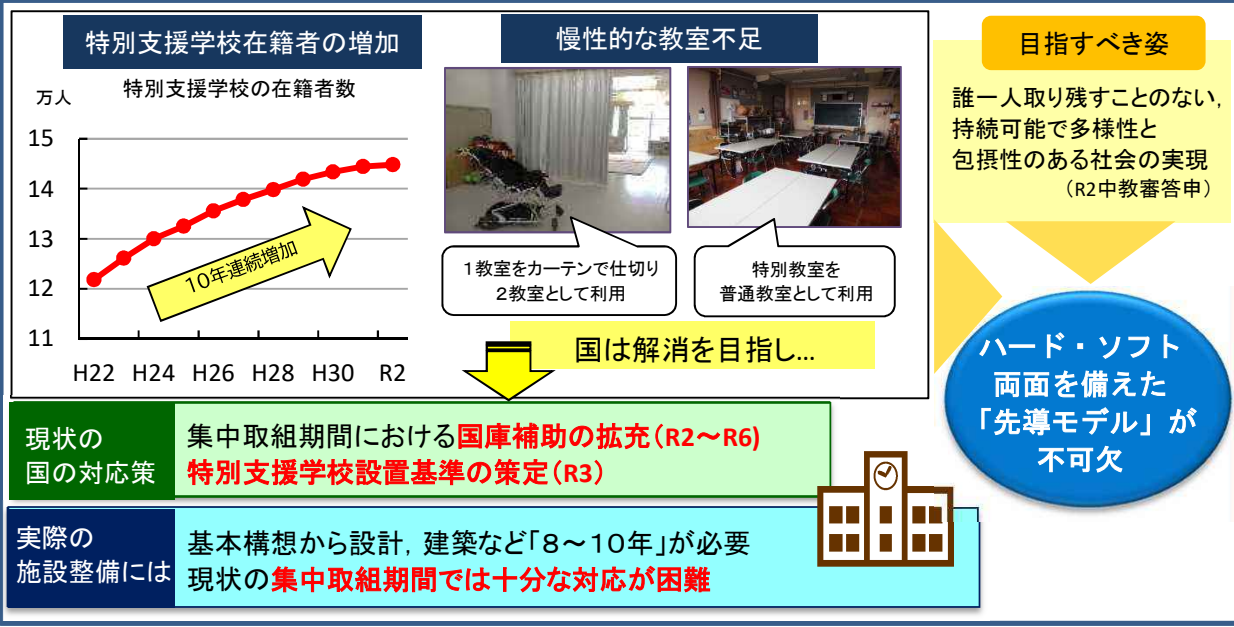 特別支援学校在籍者の増加
特別支援学校の在籍者数
万人
15
14
13
12
11
H22 H24 H26 H28 H30 R2
10年連続増加
慢性的な教室不足
1教室をカーテンで仕切り
2教室として利用
特別教室を
普通教室として利用
国は解消を目指し…
目指すべき姿
誰一人取り残すことのない，
持続可能で多様性と
包摂性のある社会の実現
（R2中教審答申）
ハード・ソフト
両面を備えた
「先導モデル」が
不可欠
現状の
国の対応策
集中取組期間における国庫補助の拡充（R2～R6）
特別支援学校設置基準の策定（R3）
実際の
施設整備には
基本構想から設計，建築など「８～１０年」が必要
現状の集中取組期間では十分な対応が困難